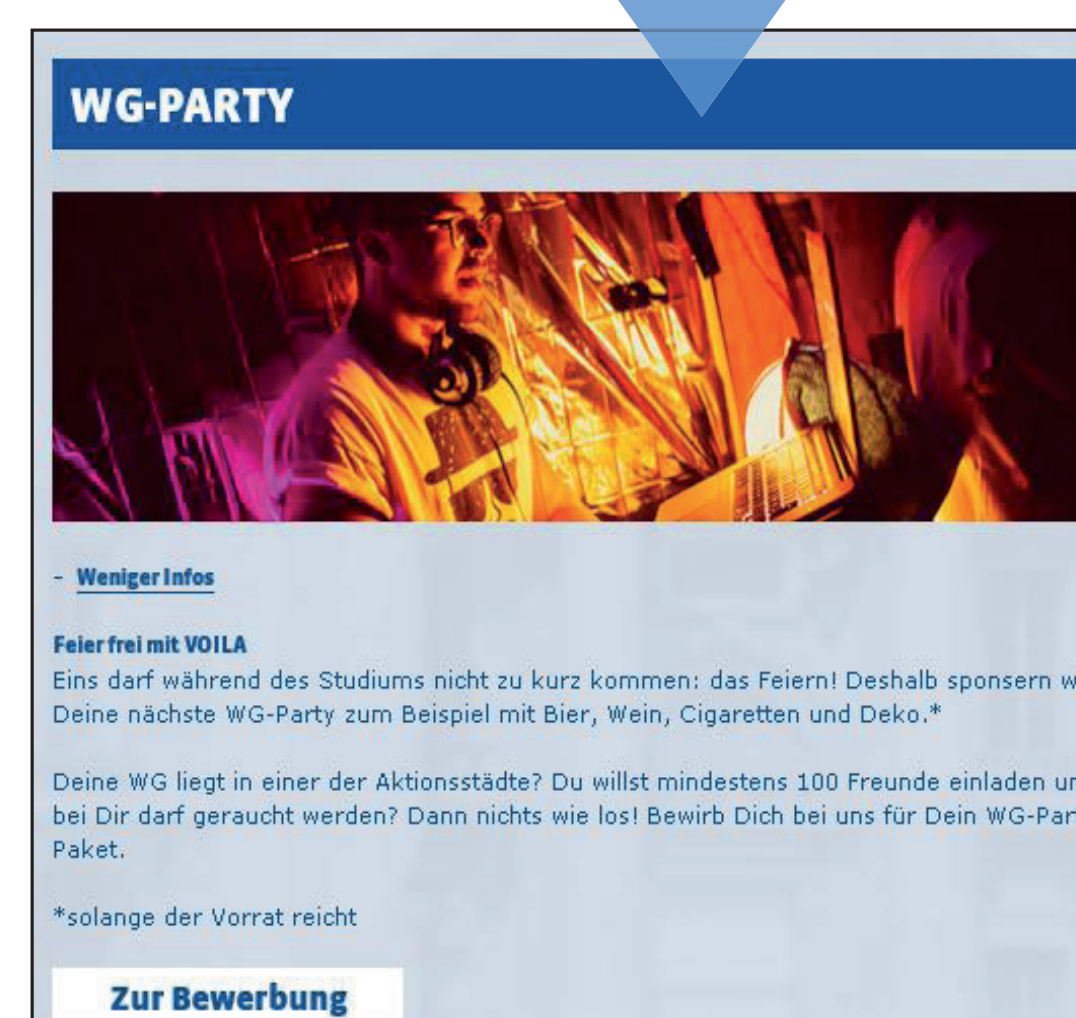 WG-PARTY
- Weniger Infos
Feier frei mit VOILA
Eins darf während des Studiums nicht zu kurz kommen: das Feiern! Deshalb sponsern
Deine nächste WG-Party zum Beispiel mit Bier, Wein, Cigaretten und Deko.*
Deine WG liegt in einer der Aktionsstädte? Du willst mindestens 100 Freunde einladen
bei Dir darf geraucht werden? Dann nichts wie los! Bewirb Dich bei uns für Dein
Paket.
*solange der Vorrat reicht
Zur Bewerbung